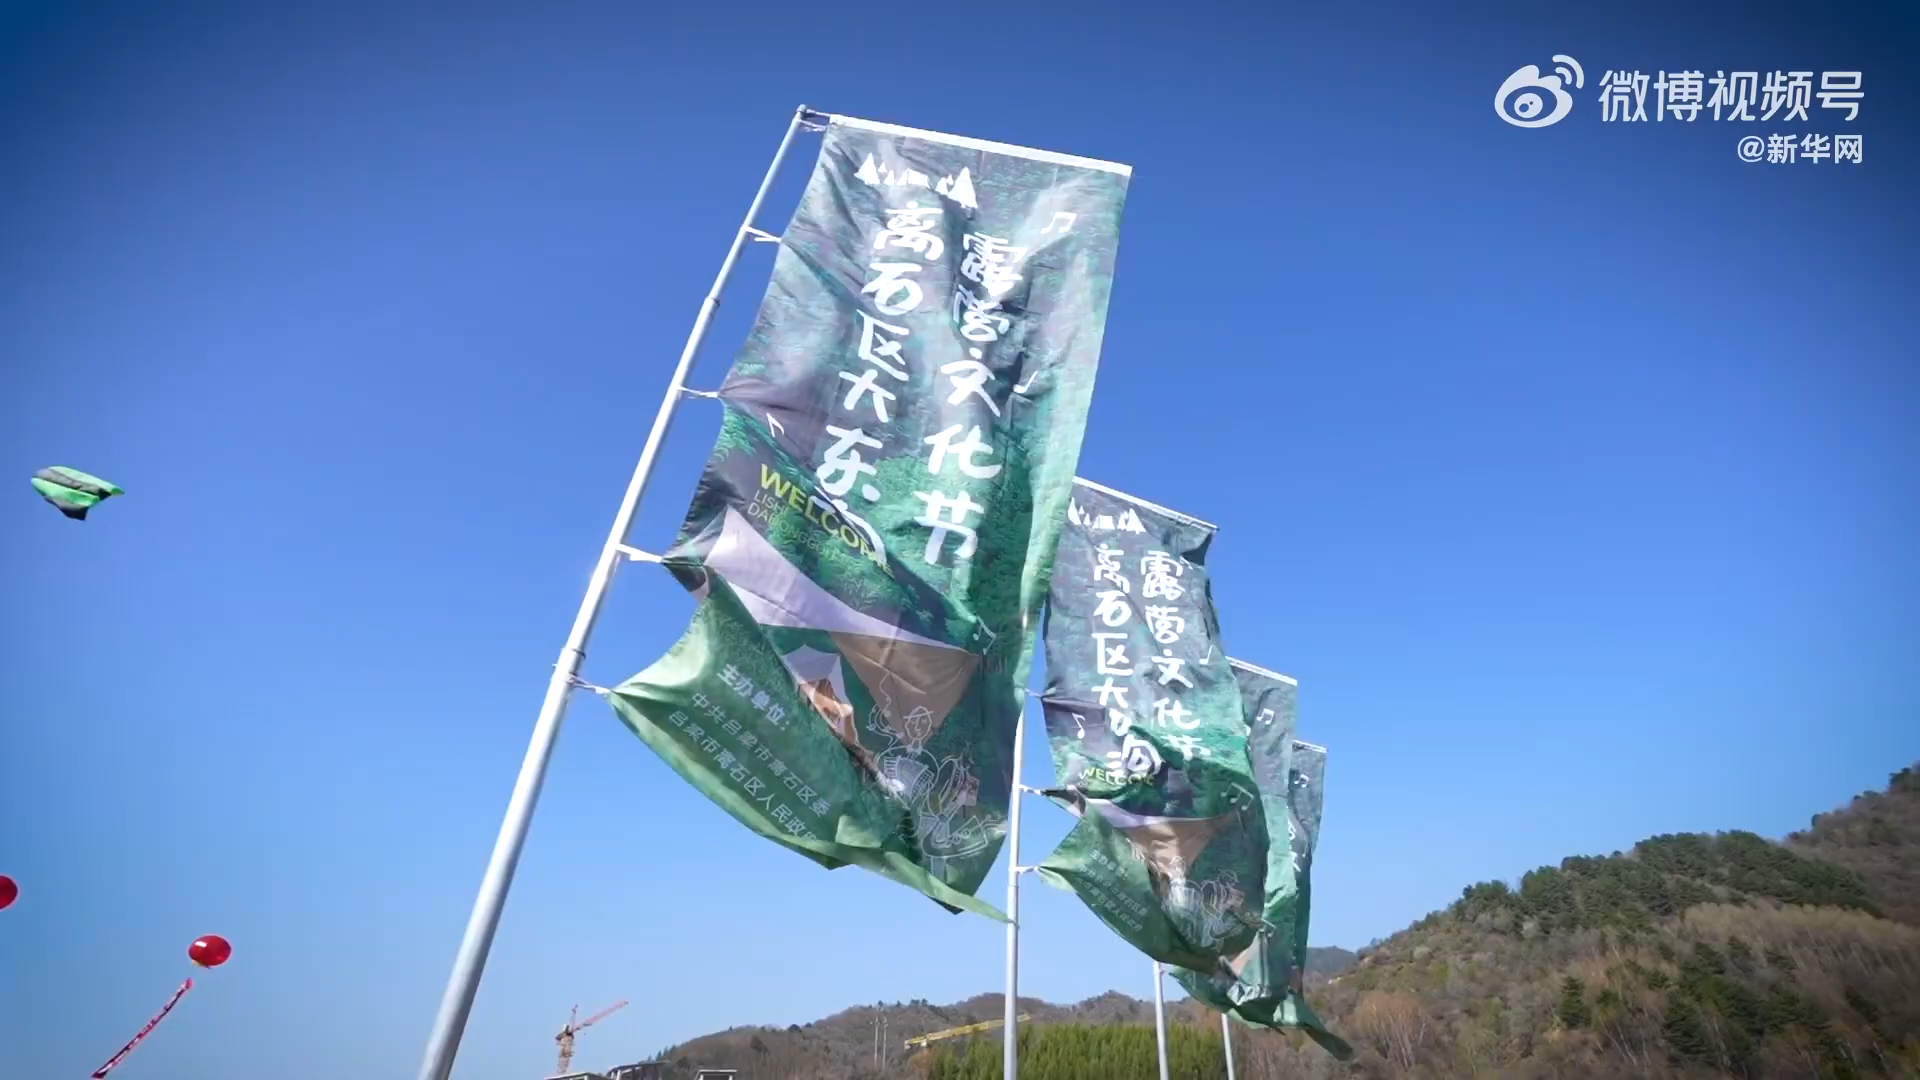 微博视频号
@新华网
离石区大东沟
露营文化节
WELCOME
主办单位：
中共吕梁市离石区委
吕梁市离石区人民政府
离石区大
露营文化节
WELCOME